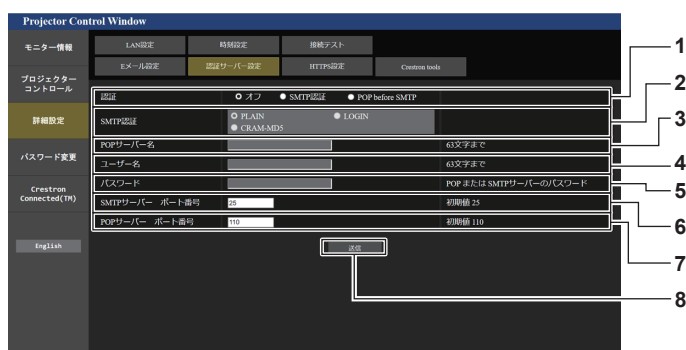 Projector Control Window
モニター情報
プロジェクター
コントロール
詳細設定
パスワード変更
Crestron
Connected(TM)
English
LAN設定 時刻設定 接続テスト
Eメール設定 認証サーバー設定 HTTPS設定 Crestron tools
認証 オフ SMTP認証 POP before SMTP
SMTP認証 PLAIN LOGIN
CRAM-MD5
POPサーバー名 63文字まで
ユーザー名 63文字まで
パスワード POP または SMTPサーバーのパスワード
SMTPサーバー ポート番号 25 初期値 25
POPサーバー ポート番号 110 初期値 110
送信
1
2
3
4
5
6
7
8